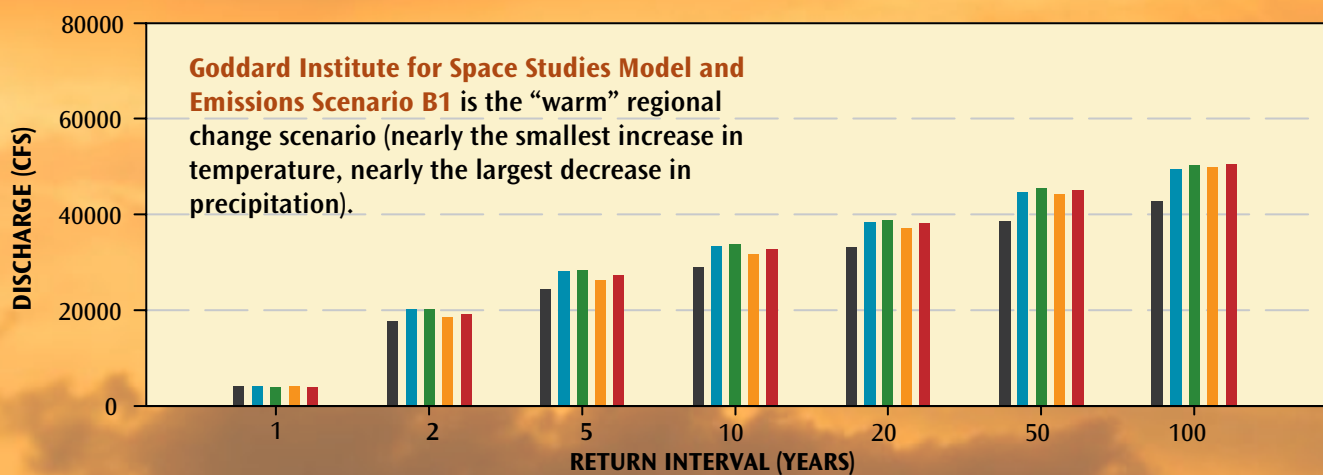 80000
Goddard Institute for Space Studies Model and
Emissions Scenario B1 is the “warm” regional
change scenario (nearly the smallest increase in
temperature, nearly the largest decrease in
precipitation).
60000
40000
20000
0
DISCHARGE (CFS)
1 2 5 10 20 50 100
RETURN INTERVAL (YEARS)